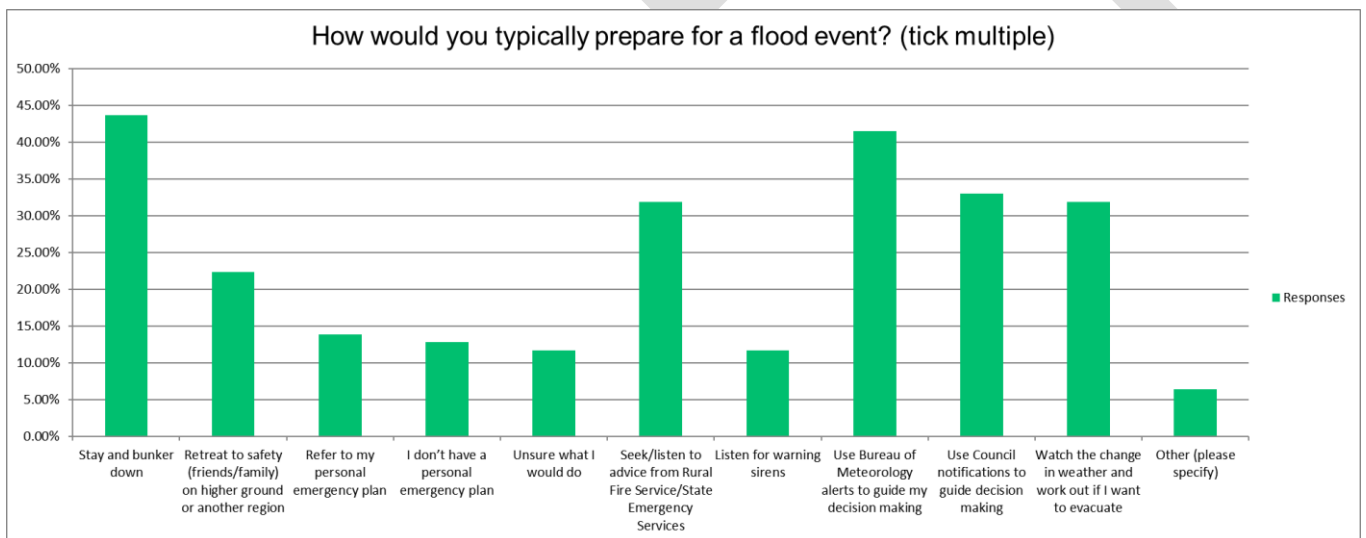 How would you typically prepare for a flood event? (tick multiple)
50.00%
45.00%
40.00%
35.00%
30.00%
25.00%
20.00%
15.00%
10.00%
5.00%
0.00%
Stay and bunker
down
Retreat to safety
(friends/family)
on higher ground
or another region
Refer to my
personal
emergency plan
I don’t have a
personal
emergency plan
Unsure what I
would do
Seek/listen to
advice from Rural
Fire Service/State
Emergency
Services
Listen for warning
sirens
Use Bureau of
Meteorology
alerts to guide my
decision making
Use Council
notifications to
guide decision
making
Watch the change
in weather and
work out if I want
to evacuate
Other (please
specify)
Responses